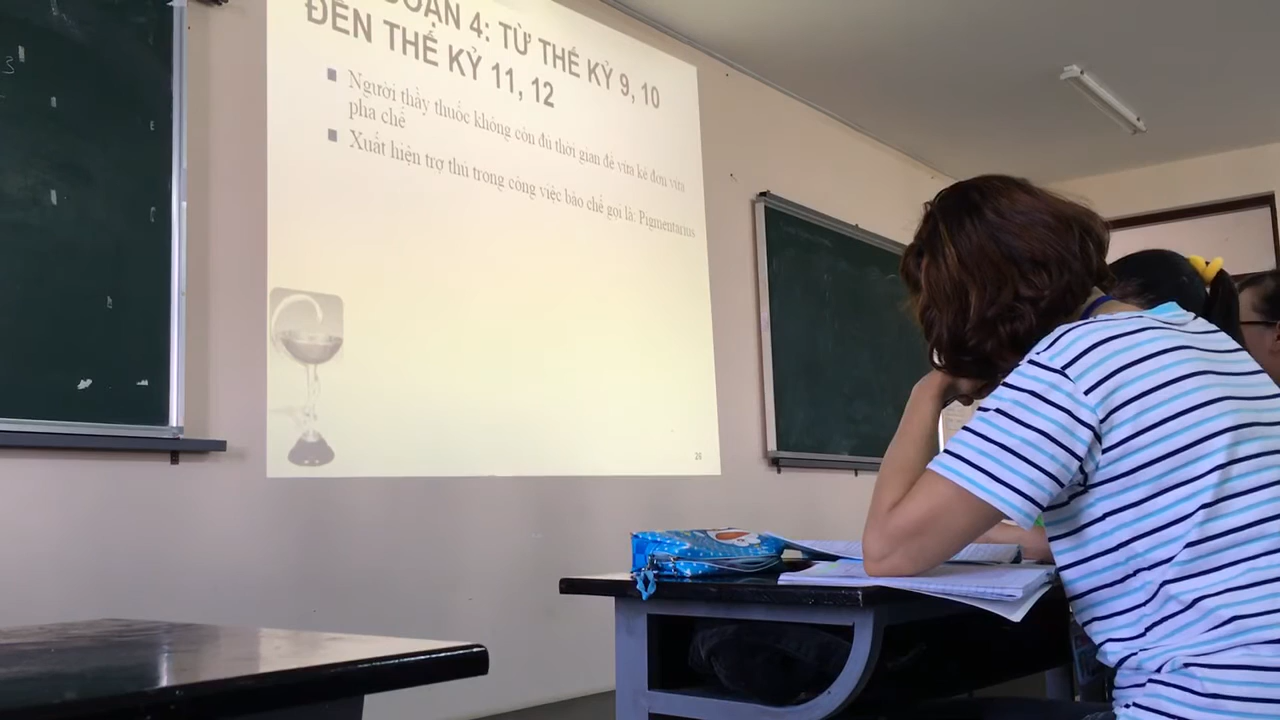 ĐOẠN 4: TỪ THẾ KỶ 9, 10
ĐẾN THẾ KỶ 11, 12
Người thầy thuốc không còn đủ thời gian để vừa kê đơn vừa
pha chế
Xuất hiện trợ thủ trong công việc bào chế gọi là: Pigmentarius
26